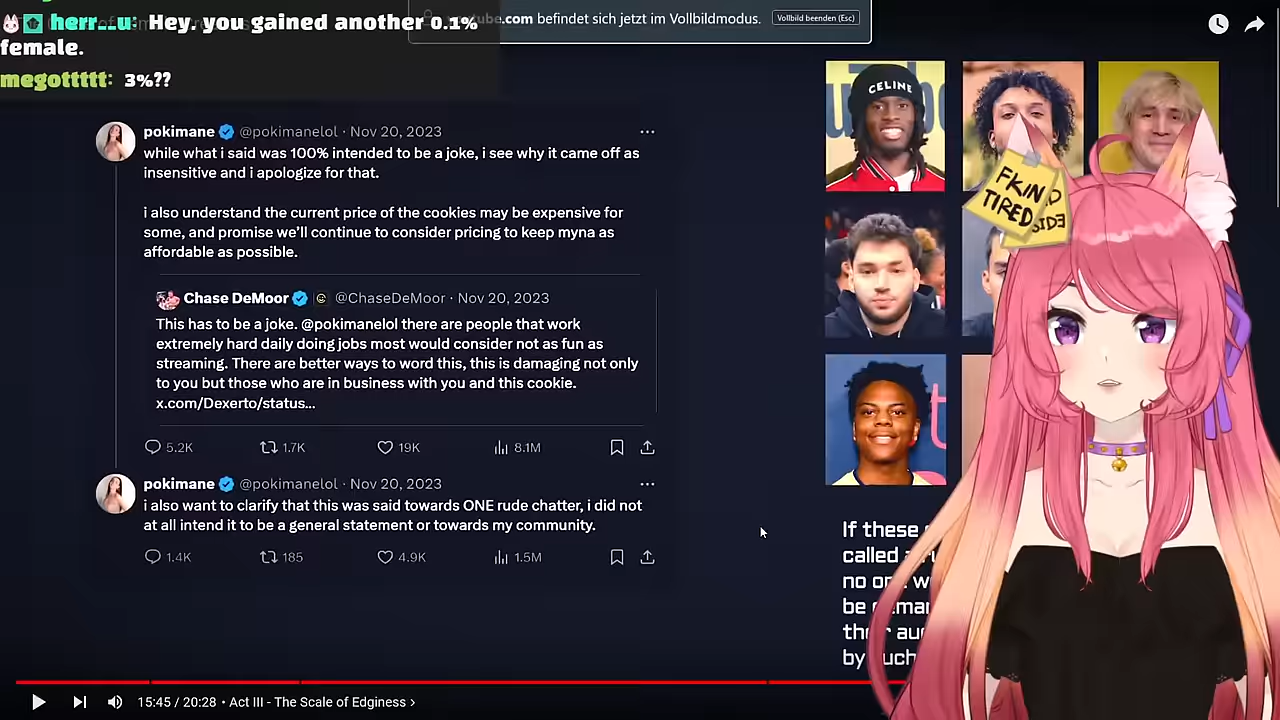 herr__u: Hey, you gained another 0.1%
female.
megottttt: 3%??
.com befindet sich jetzt im Vollbildmodus. Vollbild beenden (Esc)
CELINE
pokimane @pokimanelol · Nov 20, 2023
while what i said was 100% intended to be a joke, i see why it came off as
insensitive and i apologize for that.
i also understand the current price of the cookies may be expensive for
some, and promise we'll continue to consider pricing to keep myna as
affordable as possible.
Chase DeMoor @ChaseDeMoor · Nov 20, 2023
This has to be a joke. @pokimanelol there are people that work
extremely hard daily doing jobs most would consider not as fun as
streaming. There are better ways to word this, this is damaging not only
to you but those who are in business with you and this cookie.
x.com/Dexerto/status...
5.2K 1.7K 19K 8.1M
pokimane @pokimanelol · Nov 20, 2023
i also want to clarify that this was said towards ONE rude chatter, i did not
at all intend it to be a general statement or towards my community.
1.4K 185 4.9K 1.5M
FKIN
TIRED
If these
called
no
be
by
15:45 / 20:28 • Act III - The Scale of Edginess ›